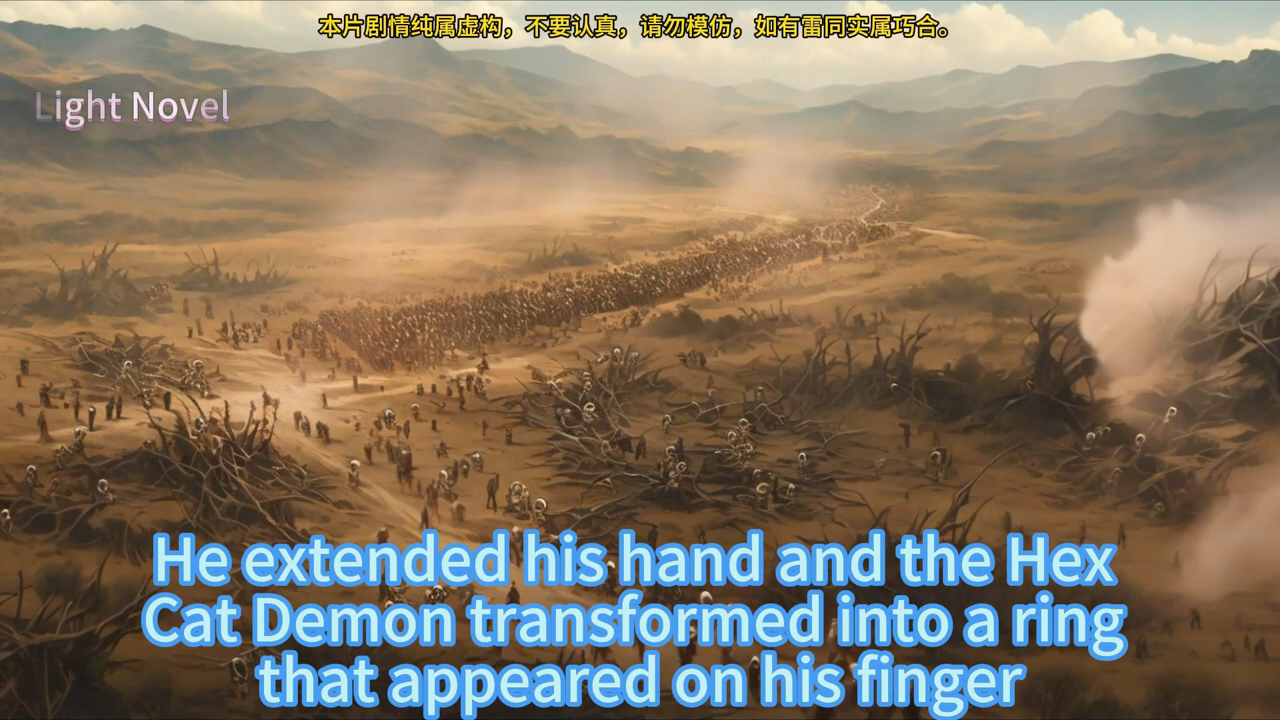 本片剧情纯属虚构，不要认真，请勿模仿，如有雷同实属巧合。
Light Novel
He extended his hand and the Hex
Cat Demon transformed into a ring
that appeared on his finger